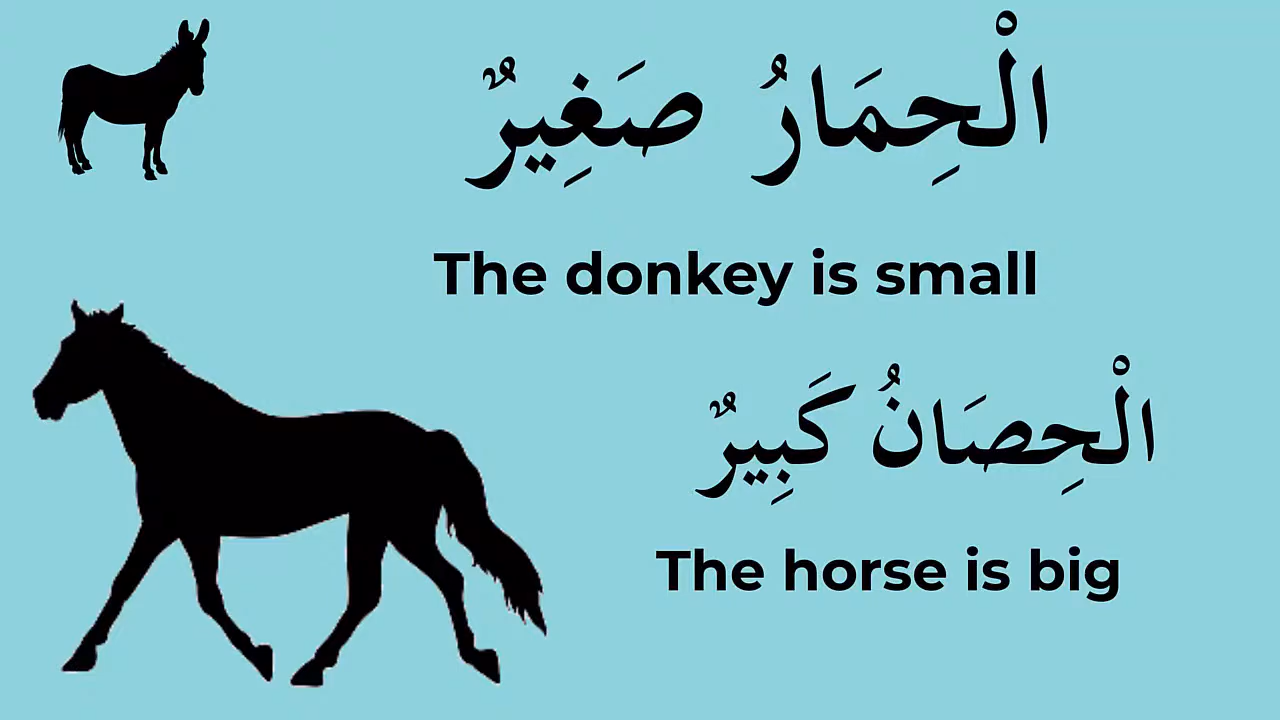 الْحِمَارُ صَغِيرٌ
The donkey is small
الْحِصَانُ كَبِيرٌ
The horse is big